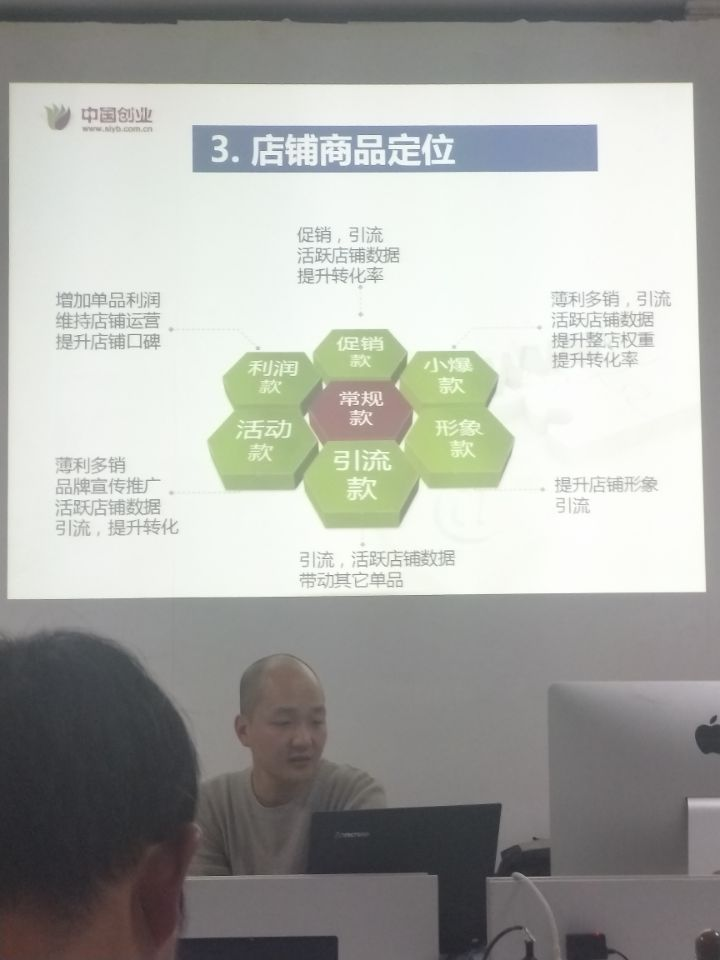 中国创业
www.siyb.com.cn
3. 店铺商品定位
促销，引流
活跃店铺数据
提升转化率
增加单品利润
维持店铺运营
提升店铺口碑
薄利多销，引流
活跃店铺数据
提升整店权重
提升转化率
促销
款
利润
款
小爆
款
常规
款
活动
款
形象
款
引流
款
薄利多销
品牌宣传推广
活跃店铺数据
引流，提升转化
提升店铺形象
引流
引流，活跃店铺数据
带动其它单品
lenovo